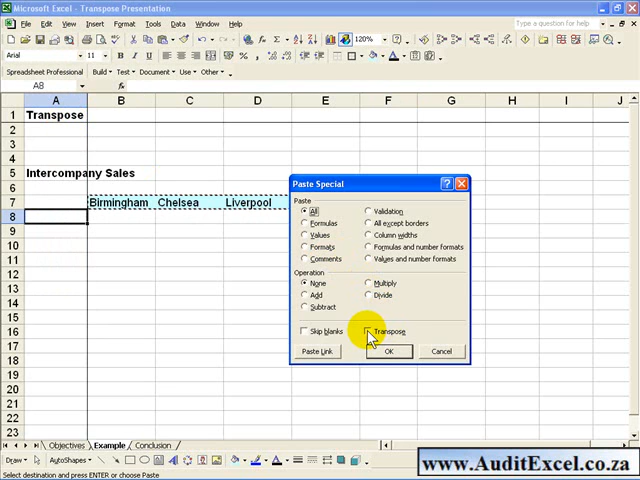 Microsoft Excel - Transpose Presentation
File Edit View Insert Format Tools Data Window Help
Type a question for help
120%
Arial 11 B
Spreadsheet Professional Build Test Document Use Other
A8 fx
A B C D E F G H I J
1 Transpose
2
3
4
5 Intercompany Sales
6
7 Birmingham Chelsea Liverpool
8
9
10
11
12
13
14
15
16
17
18
19
20
21
22
23
Paste Special
Paste
All Validation
Formulas All except borders
Values Column widths
Formats Formulas and number formats
Comments Values and number formats
Operation
None Multiply
Add Divide
Subtract
Skip blanks Transpose
Paste Link OK Cancel
Objectives Example Conclusion
Draw AutoShapes
Select destination and press ENTER or choose Paste
www.AuditExcel.co.za